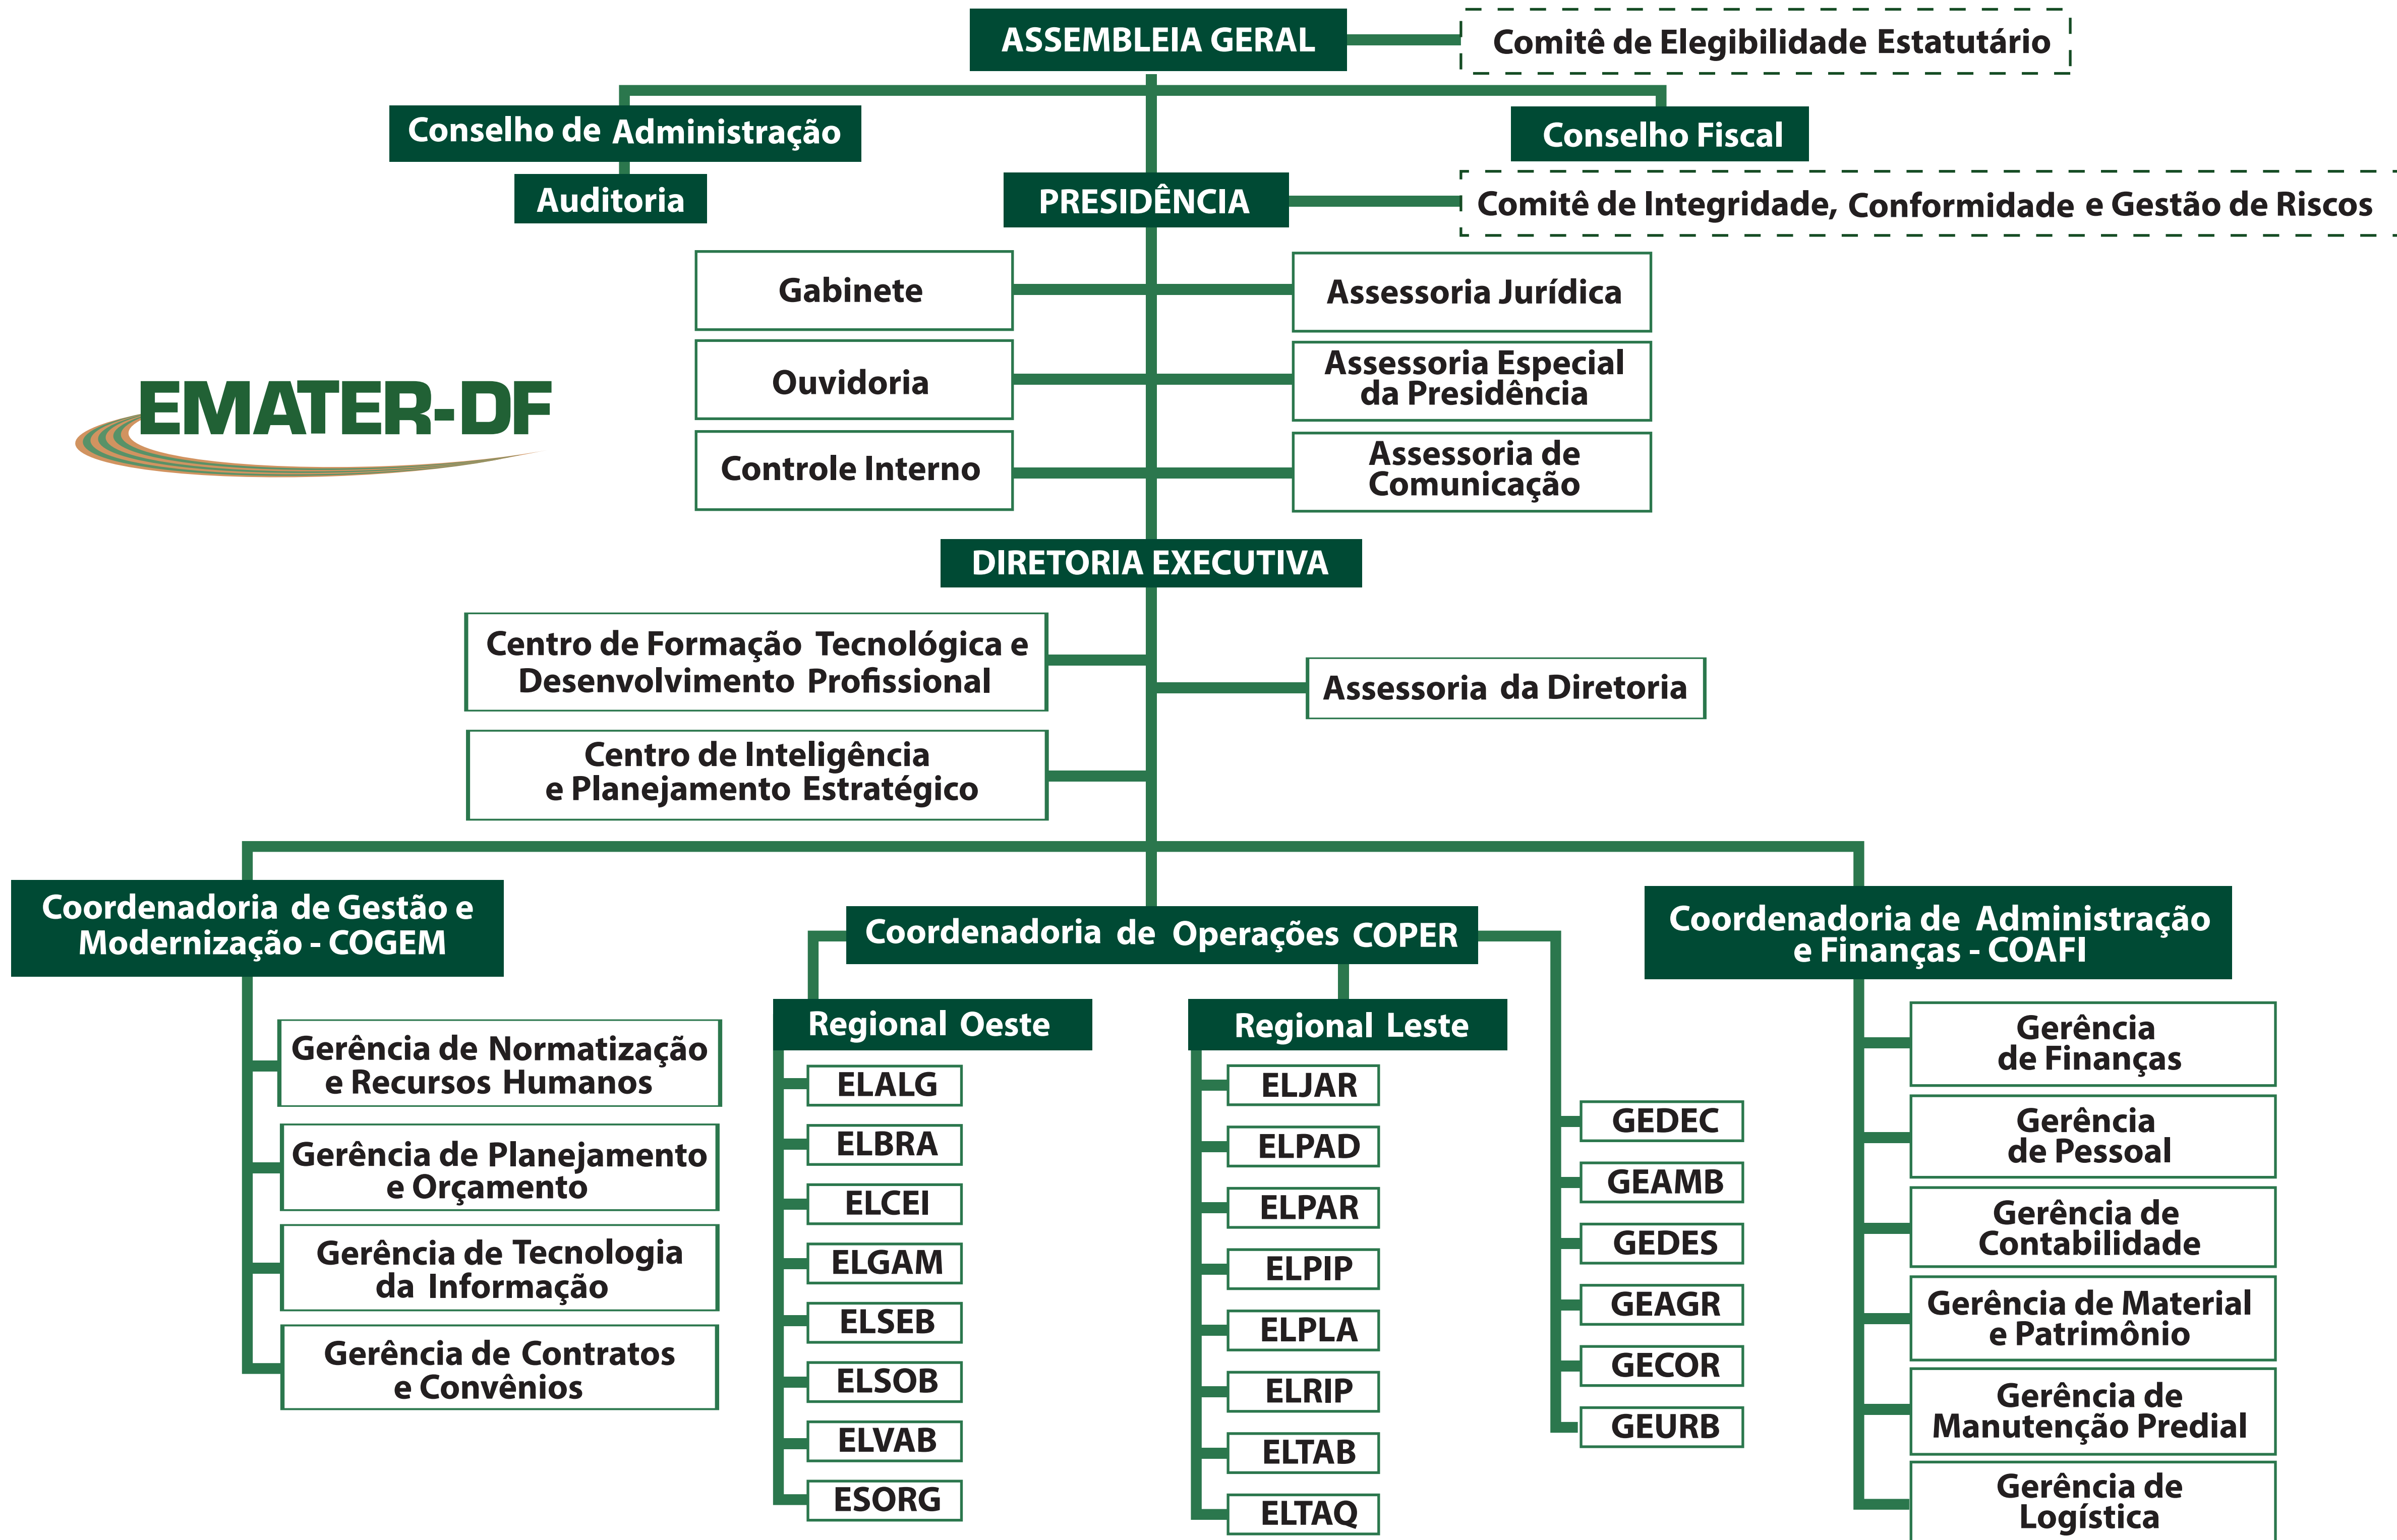 ASSEMBLEIA GERAL
Comitê de Elegibilidade Estatutário
Conselho de Administração
Conselho Fiscal
Auditoria
PRESIDÊNCIA
Comitê de Integridade, Conformidade e Gestão de Riscos
Gabinete
Assessoria Jurídica
Ouvidoria
Assessoria Especial
da Presidência
Controle Interno
Assessoria de
Comunicação
EMATER-DF
DIRETORIA EXECUTIVA
Centro de Formação Tecnológica e
Desenvolvimento Profissional
Assessoria da Diretoria
Centro de Inteligência
e Planejamento Estratégico
Coordenadoria de Gestão e
Modernização - COGEM
Gerência de Normatização
e Recursos Humanos
Gerência de Planejamento
e Orçamento
Gerência de Tecnologia
da Informação
Gerência de Contratos
e Convênios
Coordenadoria de Operações COPER
Regional Oeste
ELALG
ELBRA
ELCEI
ELGAM
ELSEB
ELSOB
ELVAB
ESORG
Regional Leste
ELJAR
ELPAD
ELPAR
ELPIP
ELPLA
ELRIP
ELTAB
ELTAQ
GEDEC
GEAMB
GEDES
GEAGR
GECOR
GEURB
Coordenadoria de Administração
e Finanças - COAFI
Gerência
de Finanças
Gerência
de Pessoal
Gerência de
Contabilidade
Gerência de Material
e Patrimônio
Gerência de
Manutenção Predial
Gerência de
Logística